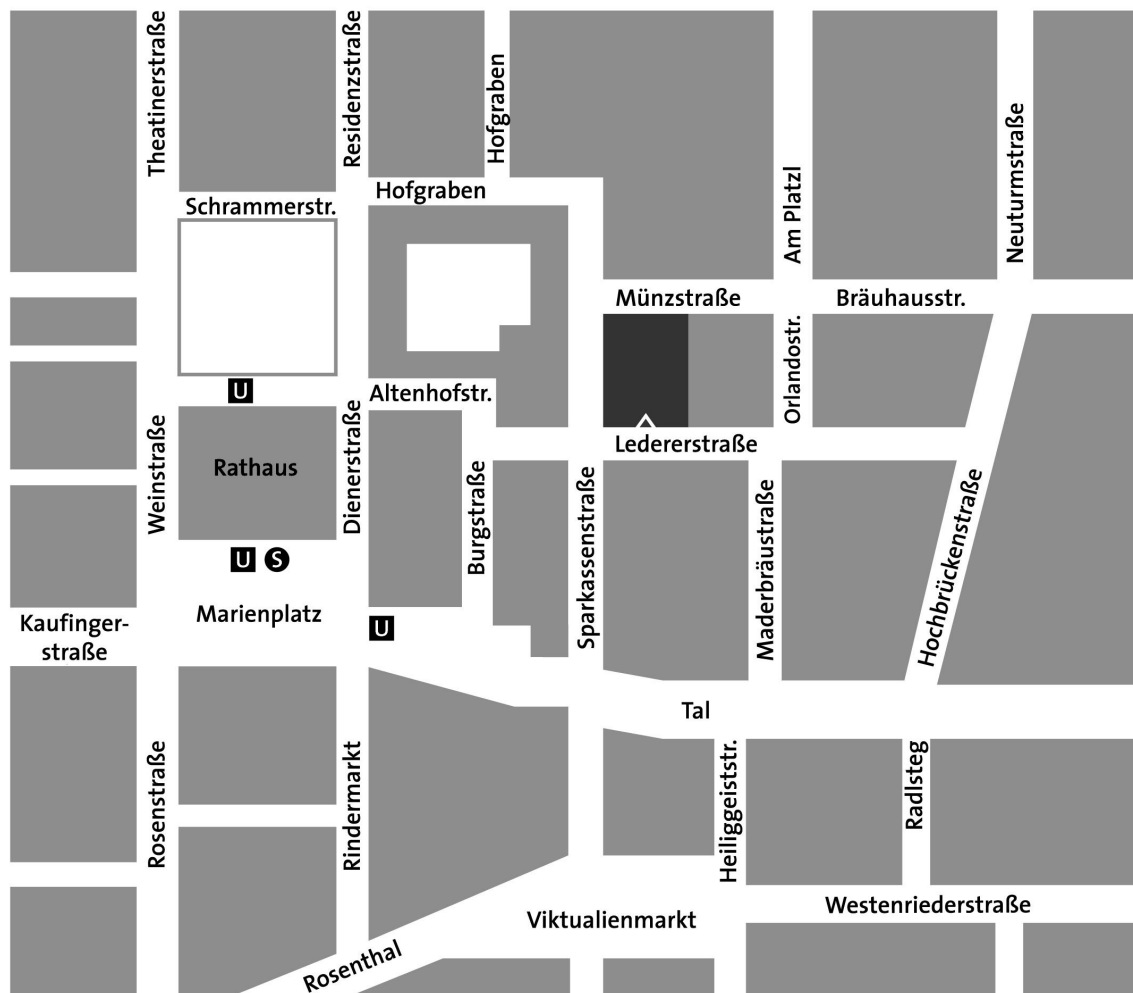 Theatinerstraße
Residenzstraße
Hofgraben
Am Platzl
Neuturmstraße
Hofgraben
Schrammerstr.
Münzstraße
Bräuhausstr.
Orlandostr.
U
Altenhofstr.
Weinstraße
Rathaus
Dienerstraße
Ledererstraße
Burgstraße
Sparkassenstraße
Maderbräustraße
Hochbrückenstraße
U S
Marienplatz
U
Kaufinger-
straße
Tal
Rosenstraße
Rindermarkt
Heiliggeiststr.
Radlsteg
Viktualienmarkt
Westenriederstraße
Rosenthal